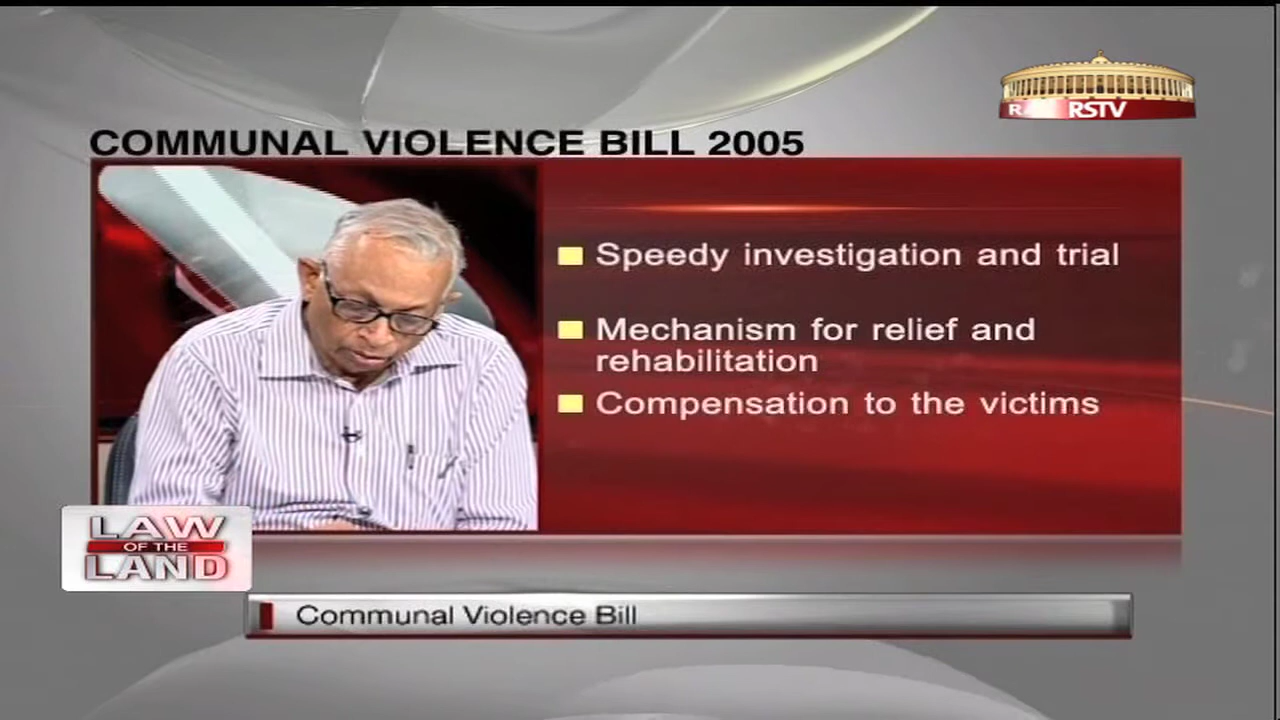 RSTV
COMMUNAL VIOLENCE BILL 2005
Speedy investigation and trial
Mechanism for relief and
rehabilitation
Compensation to the victims
LAW
OF THE
LAND
Communal Violence Bill